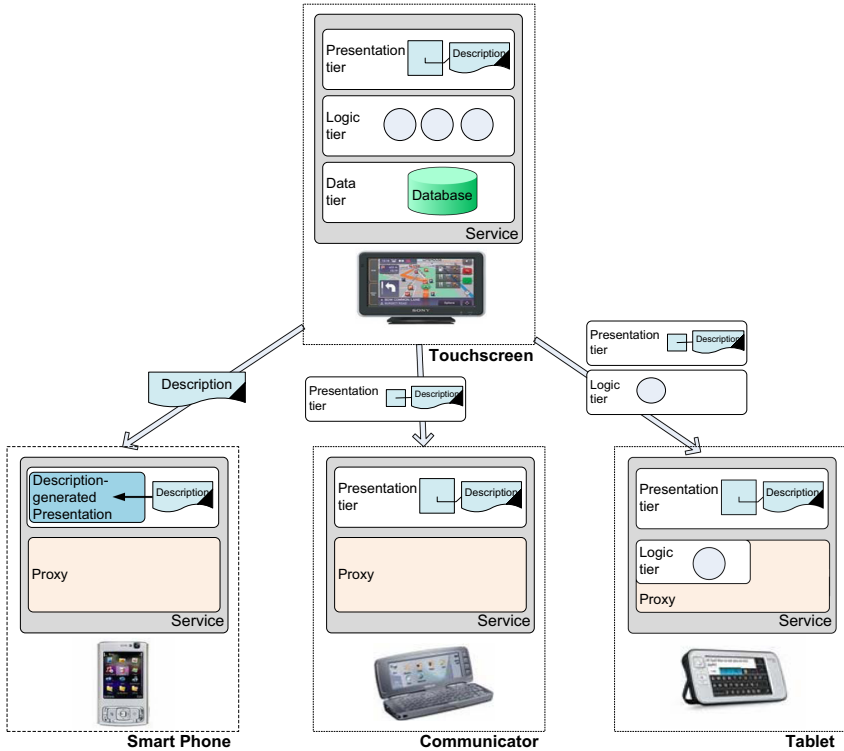 Presentation
tier
Description
Logic
tier
Data
tier
Database
Service
SONY
Touchscreen
Description
Presentation
tier
Description
Presentation
tier
Description
Logic
tier
Description-
generated
Presentation
Description
Proxy
Service
Smart Phone
Presentation
tier
Description
Proxy
Service
Communicator
Presentation
tier
Description
Logic
tier
Proxy
Service
Tablet